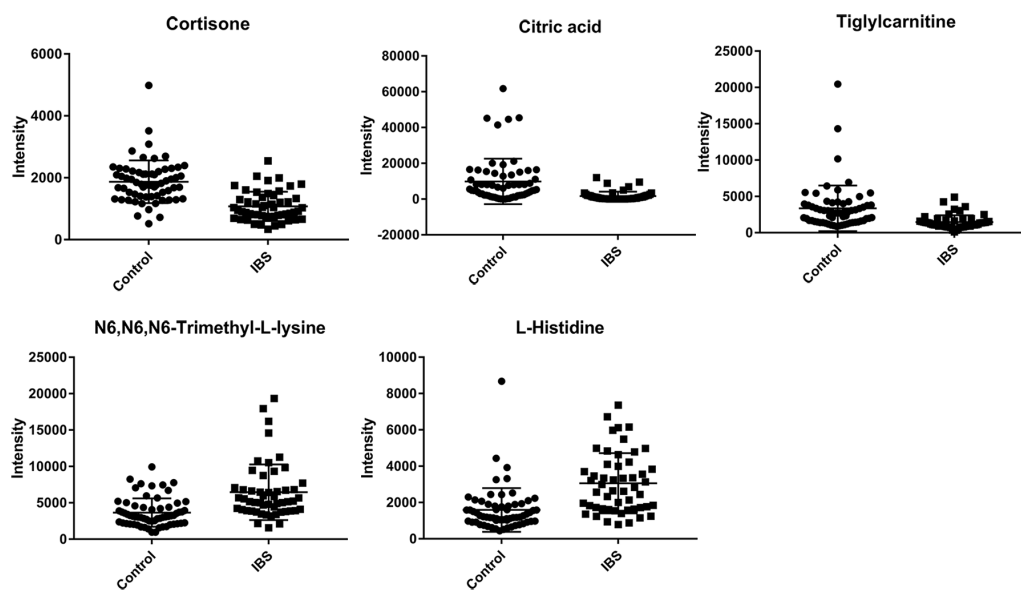 Cortisone
6000
4000
2000
0
Intensity
Control
IBS
Citric acid
80000
60000
40000
20000
0
-20000
Intensity
Control
IBS
Tiglylcarnitine
25000
20000
15000
10000
5000
0
Intensity
Control
IBS
N6,N6,N6-Trimethyl-L-lysine
25000
20000
15000
10000
5000
0
Intensity
Control
IBS
L-Histidine
10000
8000
6000
4000
2000
0
Intensity
Control
IBS